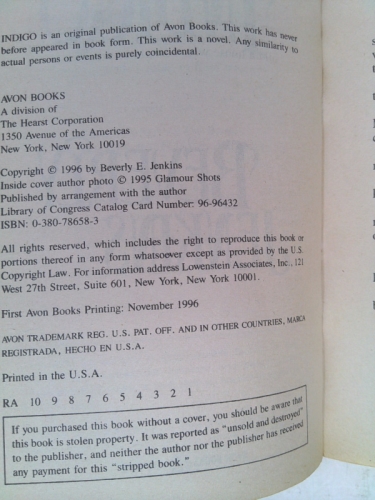 INDIGO is an original publication of Avon Books. This work has never
before appeared in book form. This work is a novel. Any similarity to
actual persons or events is purely coincidental.
AVON BOOKS
A division of
The Hearst Corporation
1350 Avenue of the Americas
New York, New York 10019
Copyright © 1996 by Beverly E. Jenkins
Inside cover author photo © 1995 Glamour Shots
Published by arrangement with the author
Library of Congress Catalog Card Number: 96-96432
ISBN: 0-380-78658-3
All rights reserved, which includes the right to reproduce this book or
portions thereof in any form whatsoever except as provided by the U.S.
Copyright Law. For information address Lowenstein Associates, Inc., 121
West 27th Street, Suite 601, New York, New York 10001.
First Avon Books Printing: November 1996
AVON TRADEMARK REG. U.S. PAT. OFF. AND IN OTHER COUNTRIES, MARCA
REGISTRADA, HECHO EN U.S.A.
Printed in the U.S.A.
RA 10 9 8 7 6 5 4 3 2 1
If you purchased this book without a cover, you should be aware that
this book is stolen property. It was reported as "unsold and destroyed"
to the publisher, and neither the author nor the publisher has received
any payment for this "stripped book."